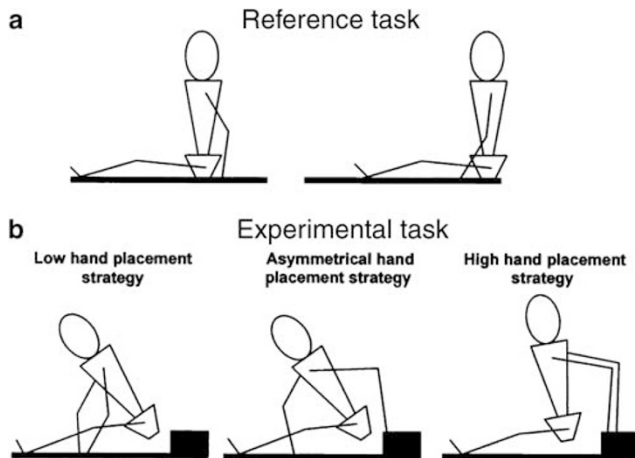 a Reference task
b Experimental task
Low hand placement
strategy
Asymmetrical hand
placement strategy
High hand placement
strategy